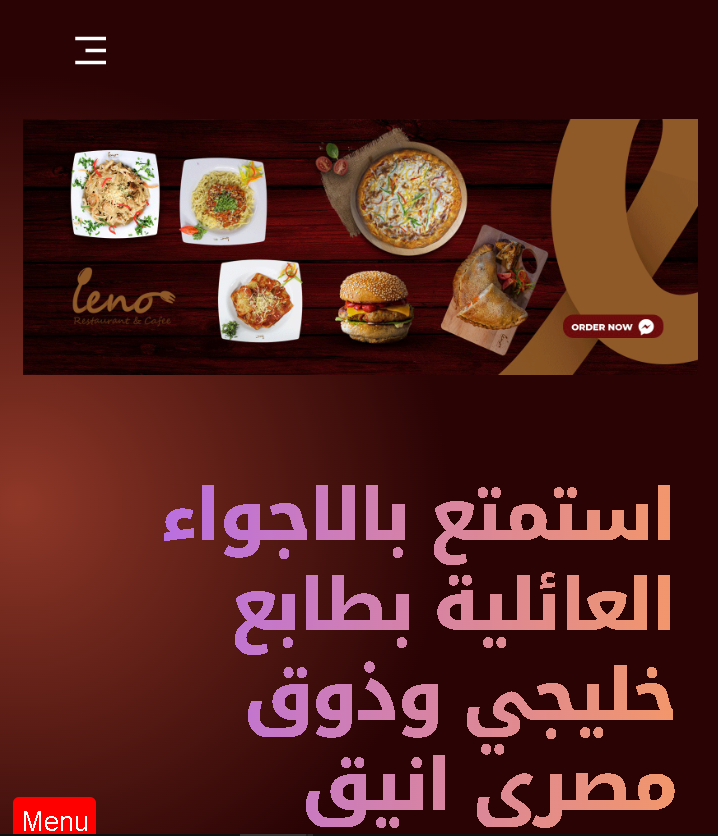 leno
Restaurant & Cafee
ORDER NOW
استمتع بالاجواء
العائلية بطابع
خليجي وذوق
مصرى انيق
Menu